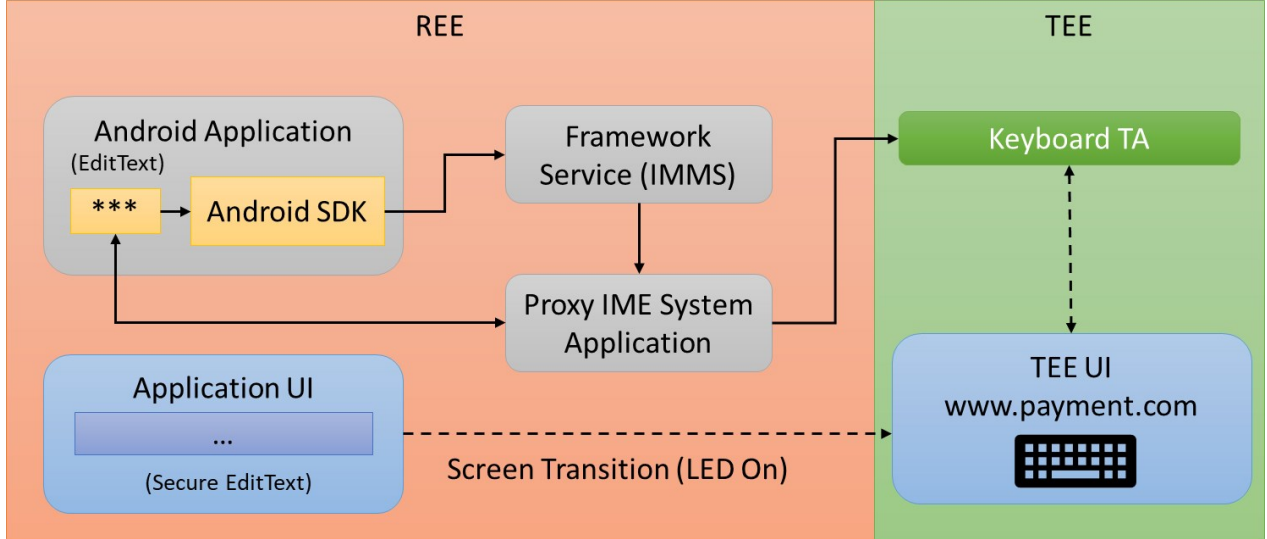 REE
TEE
Android Application
(EditText)
***
Android SDK
Framework
Service (IMMS)
Keyboard TA
Proxy IME System
Application
Application UI
...
(Secure EditText)
Screen Transition (LED On)
TEE UI
www.payment.com